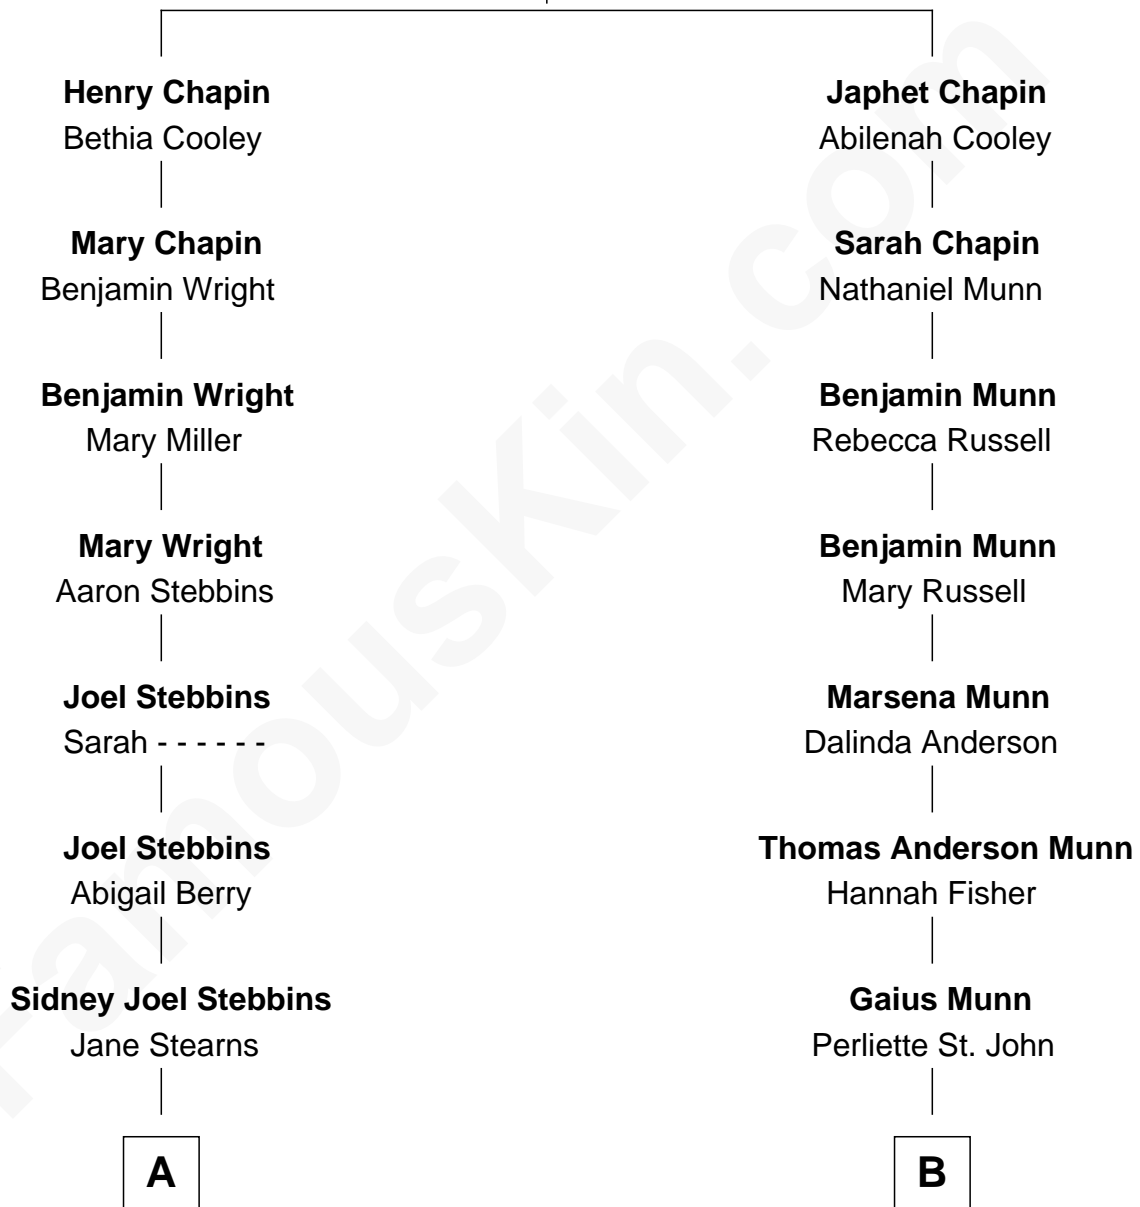 Henry Chapin
Bethia Cooley
Mary Chapin
Benjamin Wright
Benjamin Wright
Mary Miller
Mary Wright
Aaron Stebbins
Joel Stebbins
Sarah - - - - - -
Joel Stebbins
Abigail Berry
Sidney Joel Stebbins
Jane Stearns
A
Japhet Chapin
Abilenah Cooley
Sarah Chapin
Nathaniel Munn
Benjamin Munn
Rebecca Russell
Benjamin Munn
Mary Russell
Marsena Munn
Dalinda Anderson
Thomas Anderson Munn
Hannah Fisher
Gaius Munn
Perliette St. John
B
FamousKin.com